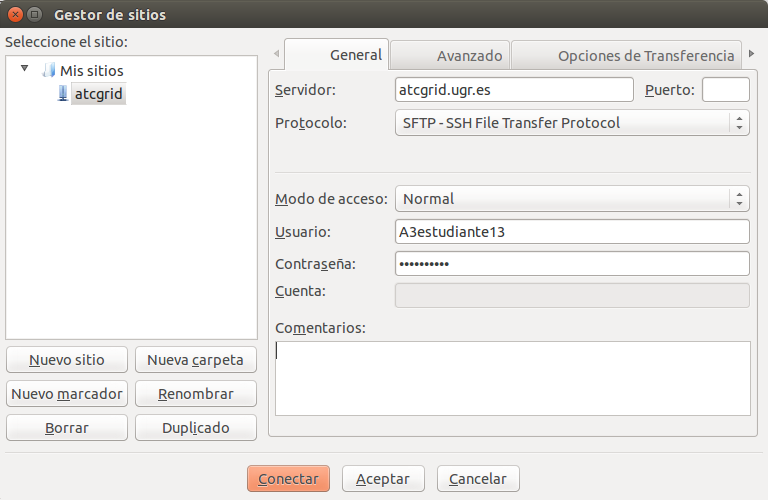 Gestor de sitios
Seleccione el sitio:
Mis sitios
atcgrid
Nuevo sitio
Nueva carpeta
Nuevo marcador
Renombrar
Borrar
Duplicado
General
Avanzado
Opciones de Transferencia
Servidor:
atcgrid.ugr.es
Puerto:
Protocolo:
SFTP - SSH File Transfer Protocol
Modo de acceso:
Normal
Usuario:
A3estudiante13
Contraseña:
••••••••••
Cuenta:
Comentarios:
Conectar
Aceptar
Cancelar